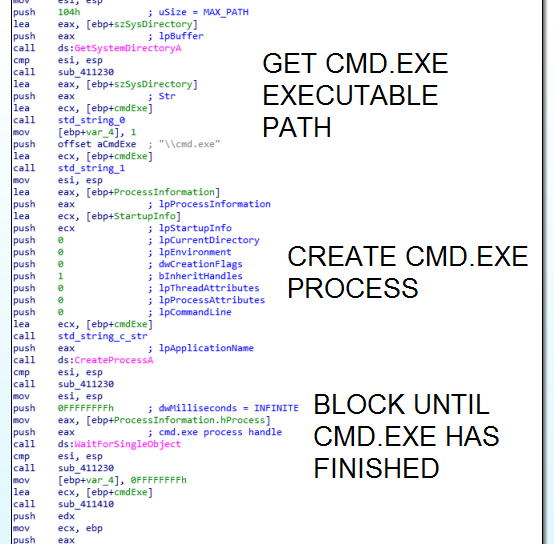 mov esi, esp
push 104h ; uSize = MAX_PATH
lea eax, [ebp+szSysDirectory]
push eax ; lpBuffer
call ds:GetSystemDirectoryA
cmp esi, esp
call sub_411230
lea eax, [ebp+szSysDirectory]
push eax ; Str
lea ecx, [ebp+cmdExe]
call std_string_0
mov [ebp+var_4], 1
push offset aCmdExe ; "\\cmd.exe"
lea ecx, [ebp+cmdExe]
call std_string_1
mov esi, esp
lea eax, [ebp+ProcessInformation]
push eax ; lpProcessInformation
lea ecx, [ebp+StartupInfo]
push ecx ; lpStartupInfo
push 0 ; lpCurrentDirectory
push 0 ; lpEnvironment
push 0 ; dwCreationFlags
push 1 ; bInheritHandles
push 0 ; lpThreadAttributes
push 0 ; lpProcessAttributes
push 0 ; lpCommandLine
lea ecx, [ebp+cmdExe]
call std_string_c_str
push eax ; lpApplicationName
call ds:CreateProcessA
cmp esi, esp
call sub_411230
mov esi, esp
push 0FFFFFFFFh ; dwMilliseconds = INFINITE
mov eax, [ebp+ProcessInformation.hProcess]
push eax ; cmd.exe process handle
call ds:WaitForSingleObject
cmp esi, esp
call sub_411230
mov [ebp+var_4], 0FFFFFFFFh
lea ecx, [ebp+cmdExe]
call sub_411410
push edx
mov ecx, ebp
push eax
GET CMD.EXE
EXECUTABLE
PATH
CREATE CMD.EXE
PROCESS
BLOCK UNTIL
CMD.EXE HAS
FINISHED